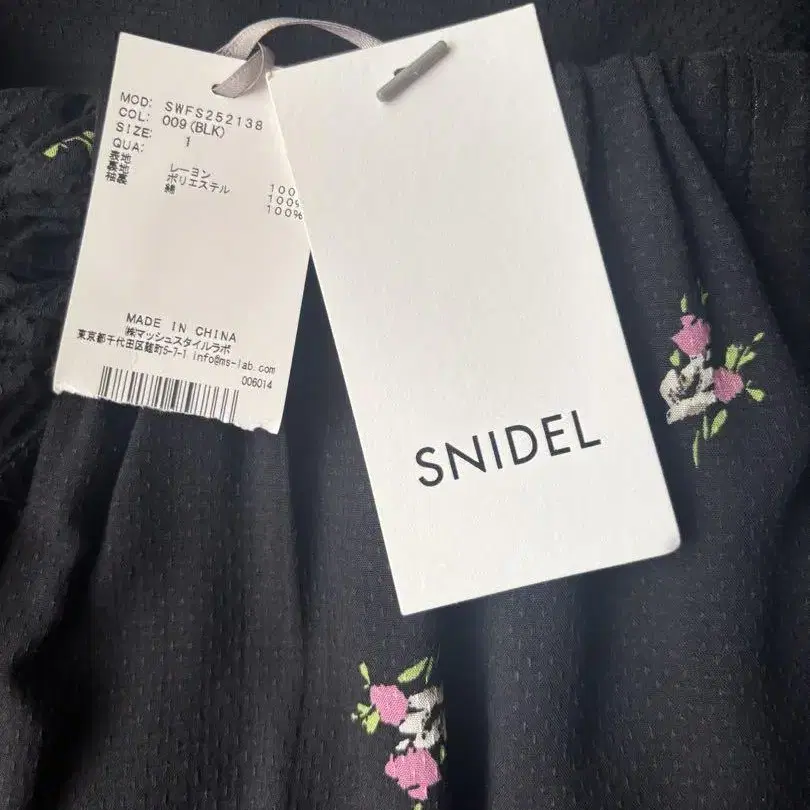 MOD: SWFS252138
COL: 009(BLK)
SIZE: 1
QUA:
表地 レーヨン 100
裏地 ポリエステル 100%
袖裏 綿 100%
MADE IN CHINA
㈱マッシュスタイルラボ
東京都千代田区麹町5-7-1 info@ms-lab.com
006014
SNIDEL